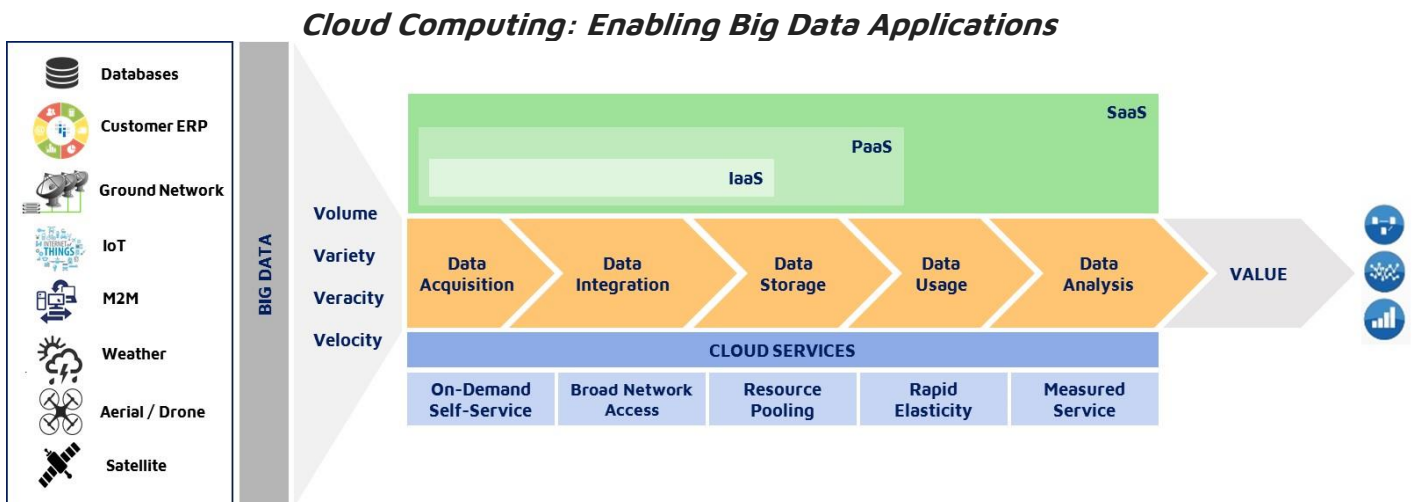 Cloud Computing: Enabling Big Data Applications
Databases
Customer ERP
Ground Network
IoT
INTERNET
THINGS
M2M
Weather
Aerial / Drone
Satellite
BIG DATA
Volume
Variety
Veracity
Velocity
SaaS
PaaS
IaaS
Data
Acquisition
Data
Integration
Data
Storage
Data
Usage
Data
Analysis
VALUE
CLOUD SERVICES
On-Demand
Self-Service
Broad Network
Access
Resource
Pooling
Rapid
Elasticity
Measured
Service